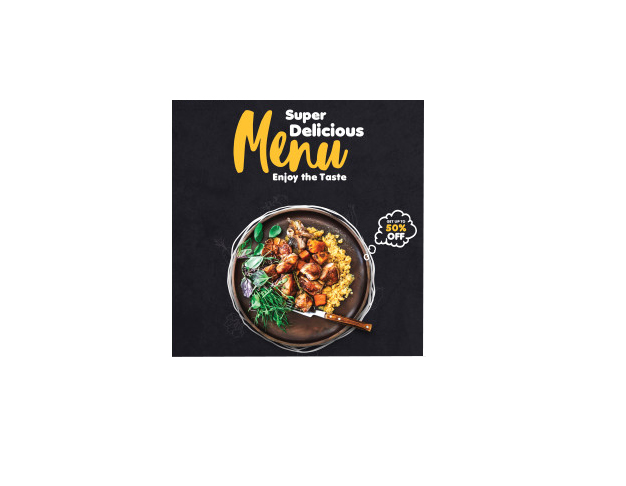 Super
Delicious
Menu
Enjoy the Taste
GET UP TO
50%
OFF